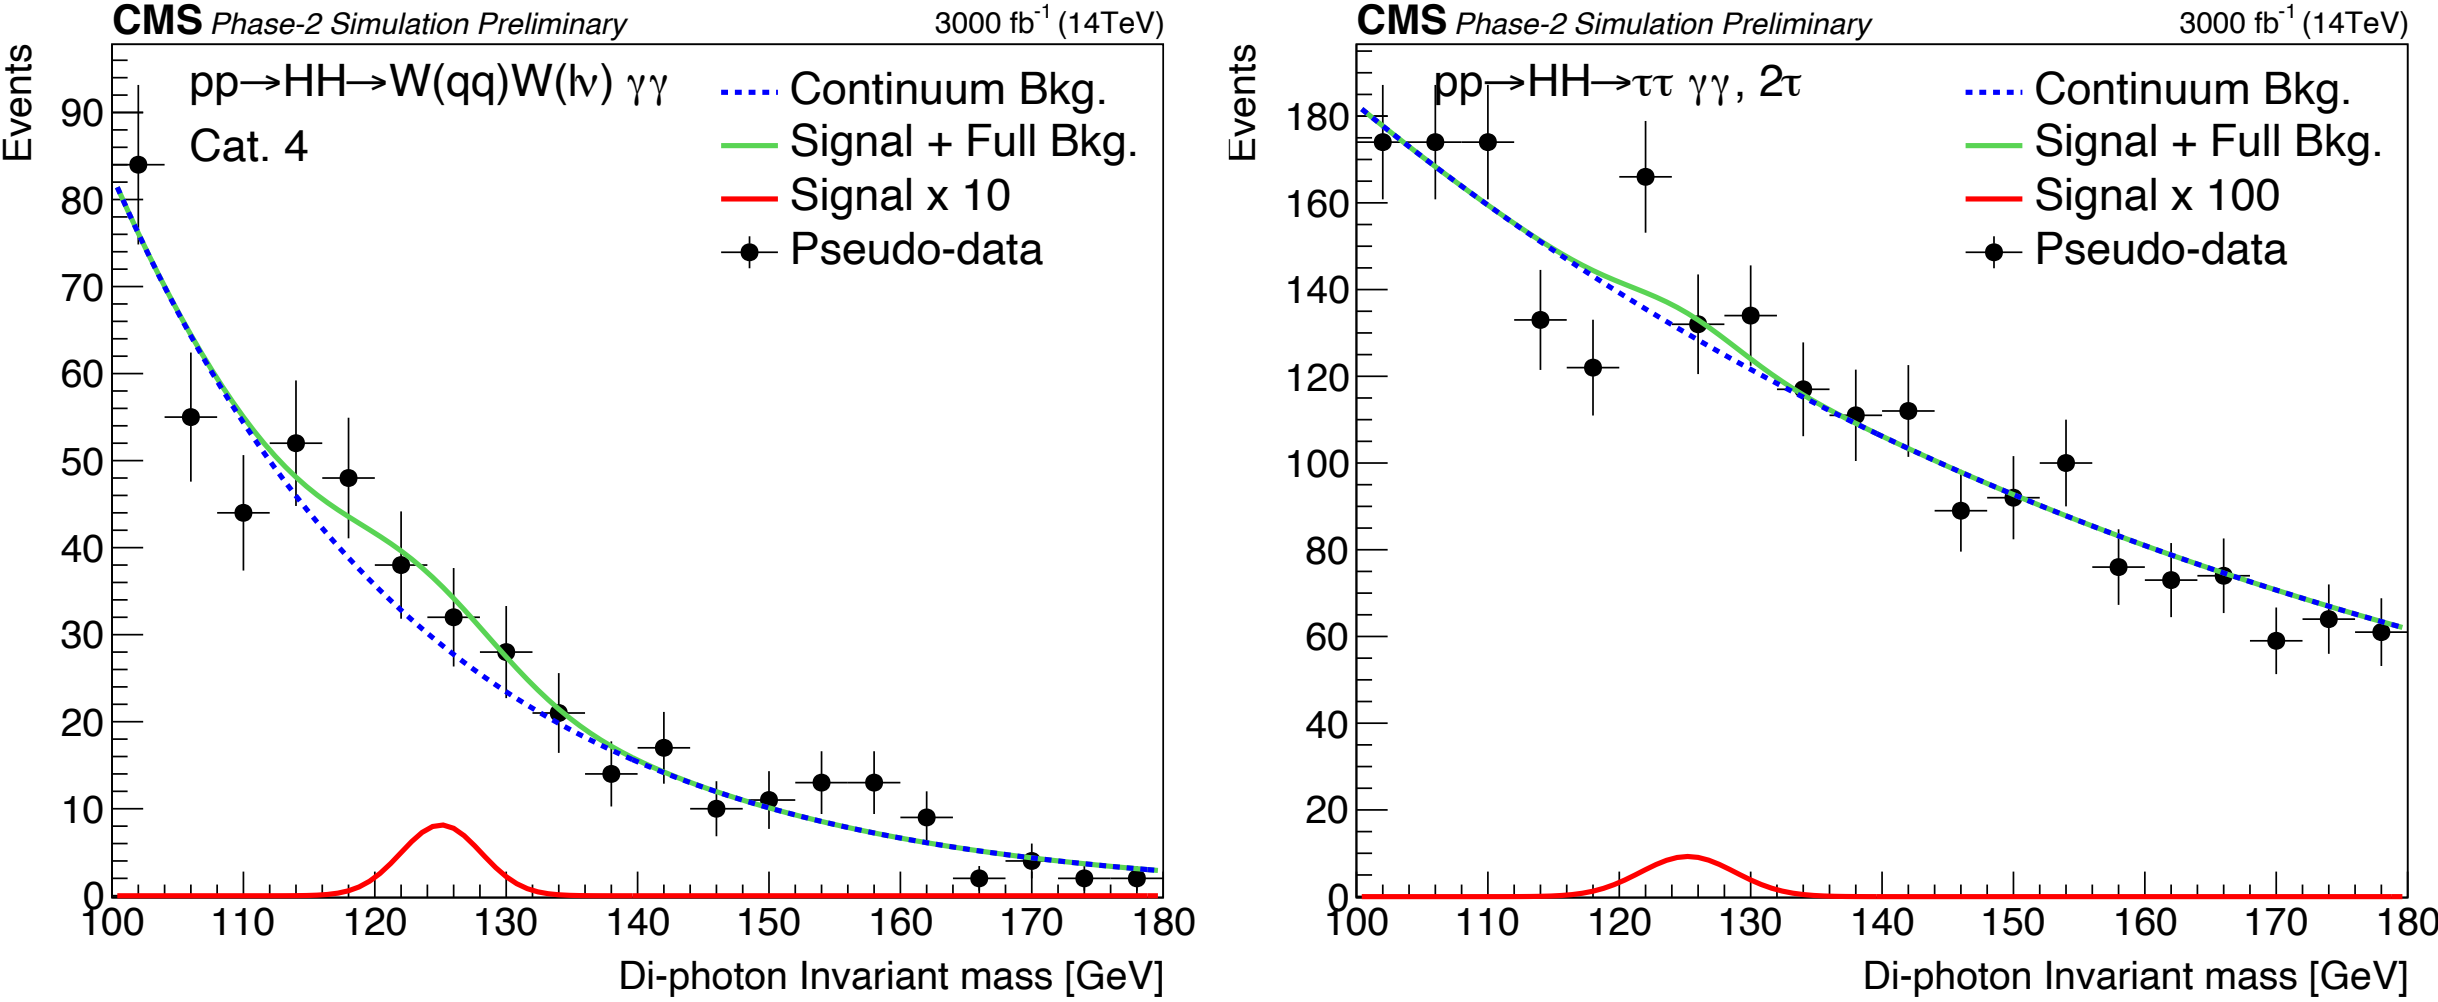 CMS Phase-2 Simulation Preliminary 3000 fb⁻¹ (14TeV)
Events
pp→HH→W(qq)W(lν) γγ
Cat. 4
Continuum Bkg.
Signal + Full Bkg.
Signal x 10
Pseudo-data
90
80
70
60
50
40
30
20
10
0
100 110 120 130 140 150 160 170 180
Di-photon Invariant mass [GeV]
CMS Phase-2 Simulation Preliminary 3000 fb⁻¹ (14TeV)
Events
pp→HH→ττ γγ, 2τ
Continuum Bkg.
Signal + Full Bkg.
Signal x 100
Pseudo-data
180
160
140
120
100
80
60
40
20
0
100 110 120 130 140 150 160 170 180
Di-photon Invariant mass [GeV]